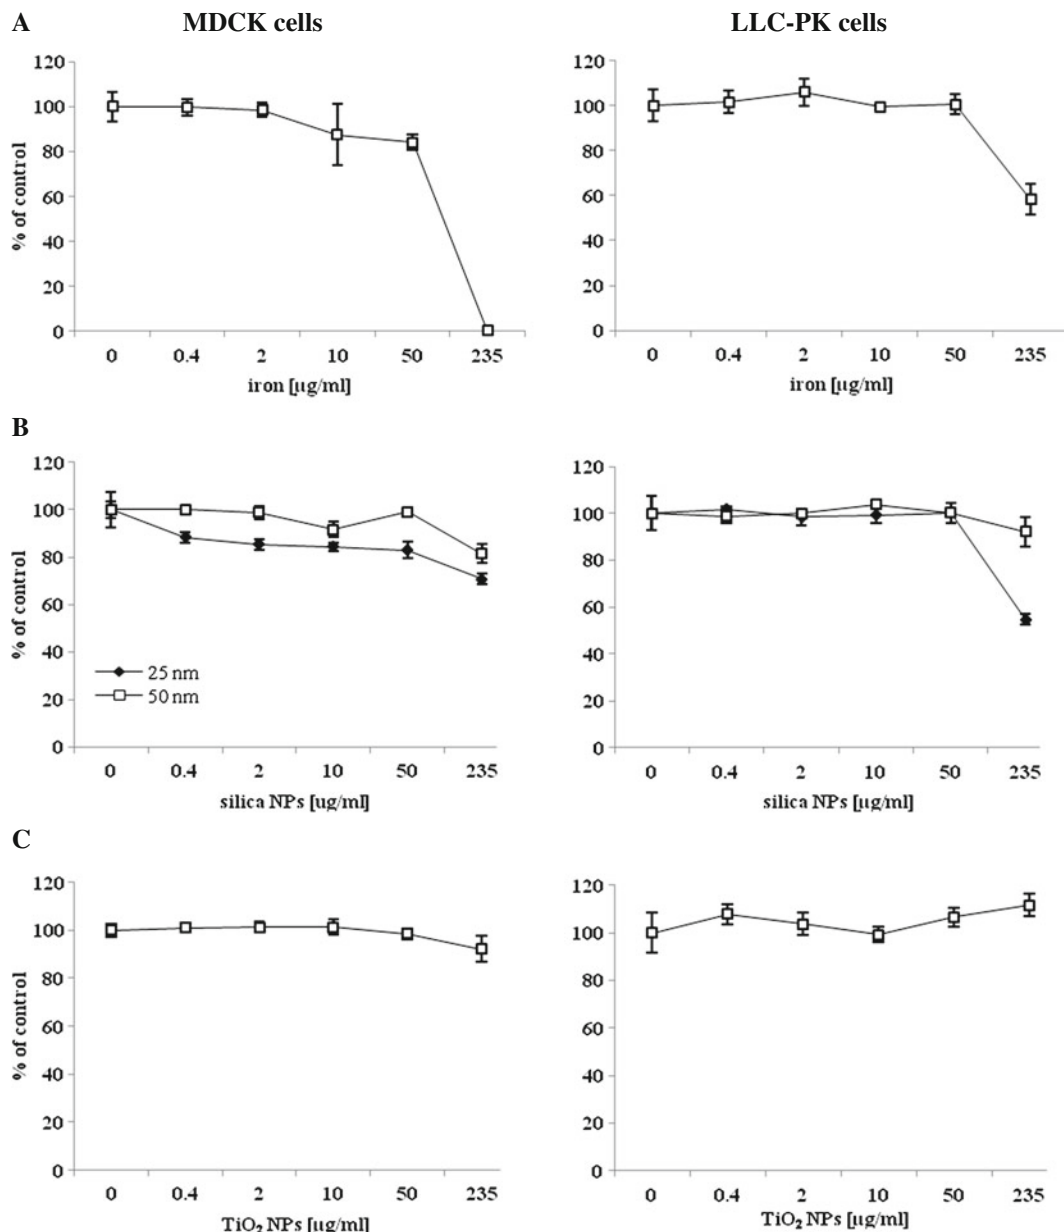 A
MDCK cells
LLC-PK cells
120
100
80
60
40
20
0
% of control
0 0.4 2 10 50 235
iron [µg/ml]
120
100
80
60
40
20
0
0 0.4 2 10 50 235
iron [µg/ml]
B
120
100
80
60
40
20
0
% of control
25 nm
50 nm
0 0.4 2 10 50 235
silica NPs [ug/ml]
120
100
80
60
40
20
0
0 0.4 2 10 50 235
silica NPs [µg/ml]
C
120
100
80
60
40
20
0
% of control
0 0.4 2 10 50 235
TiO₂ NPs [µg/ml]
120
100
80
60
40
20
0
0 0.4 2 10 50 235
TiO₂ NPs [µg/ml]